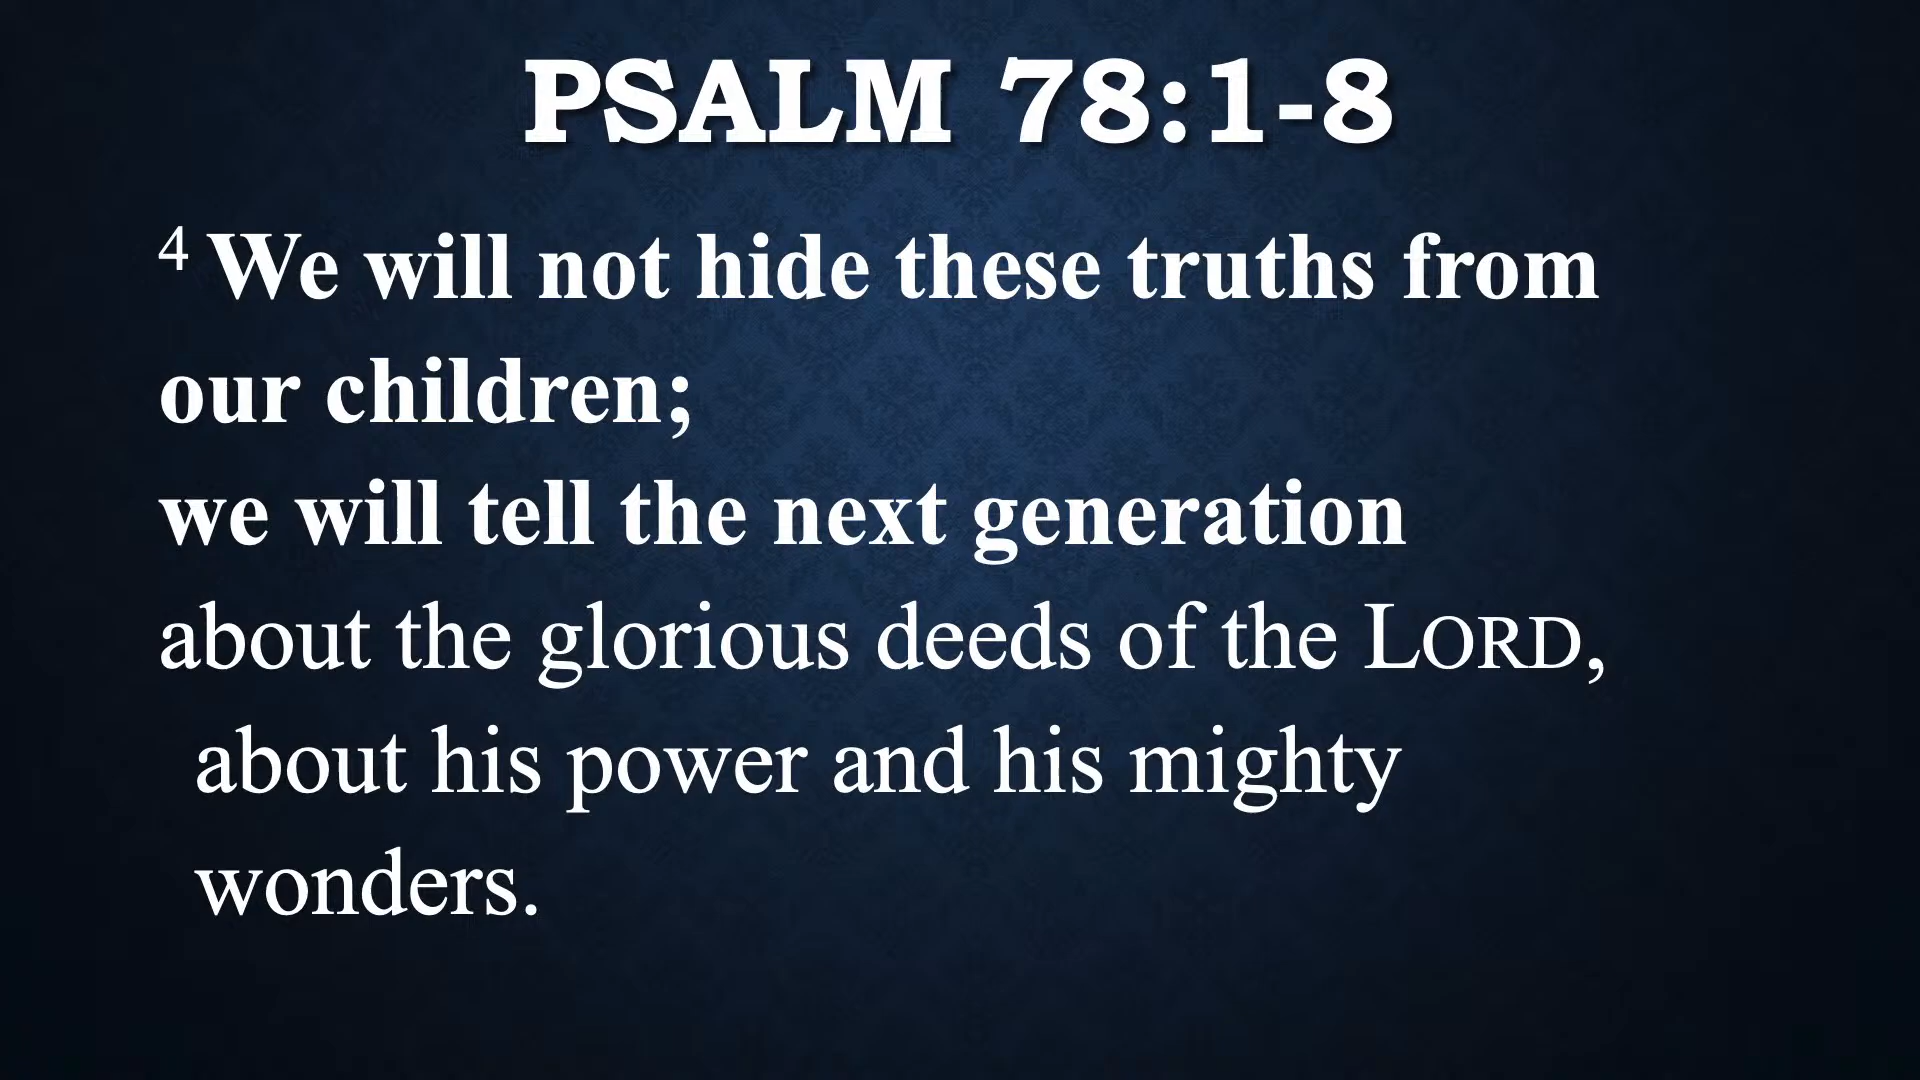 PSALM 78:1-8
4 We will not hide these truths from
our children;
we will tell the next generation
about the glorious deeds of the LORD,
about his power and his mighty
wonders.